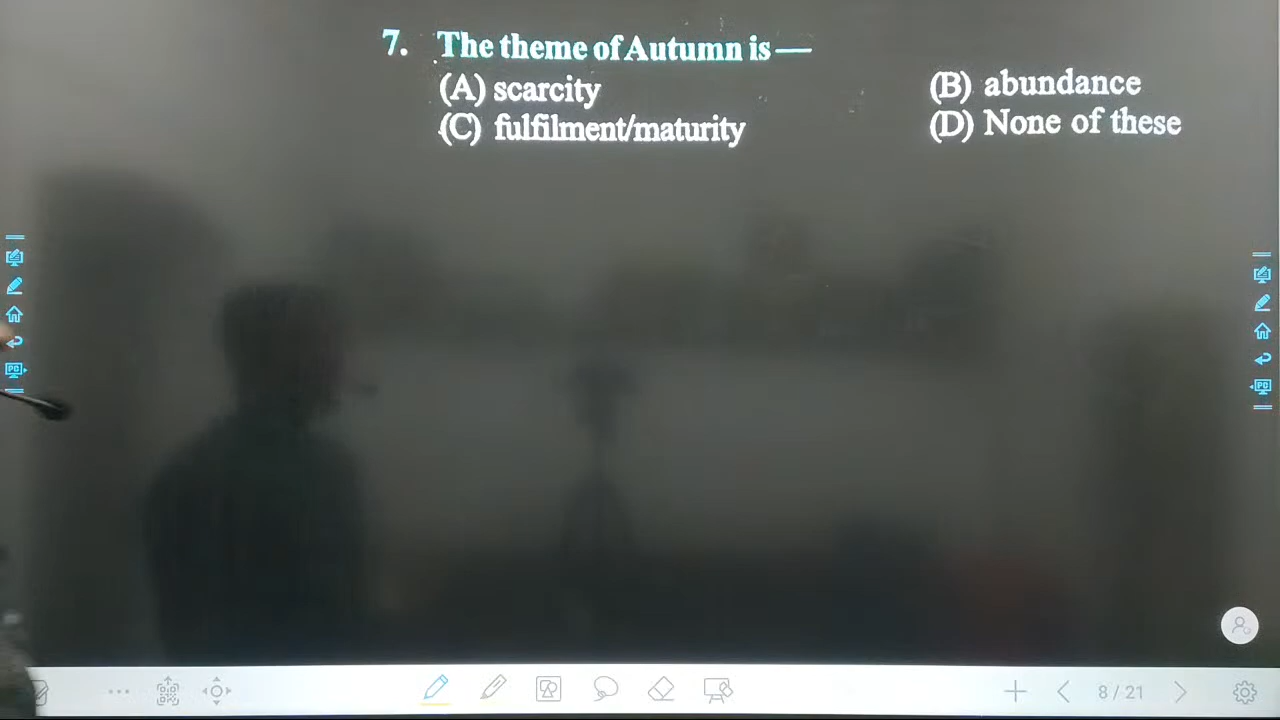 7. The theme of Autumn is—
(A) scarcity (B) abundance
(C) fulfilment/maturity (D) None of these
8 / 21